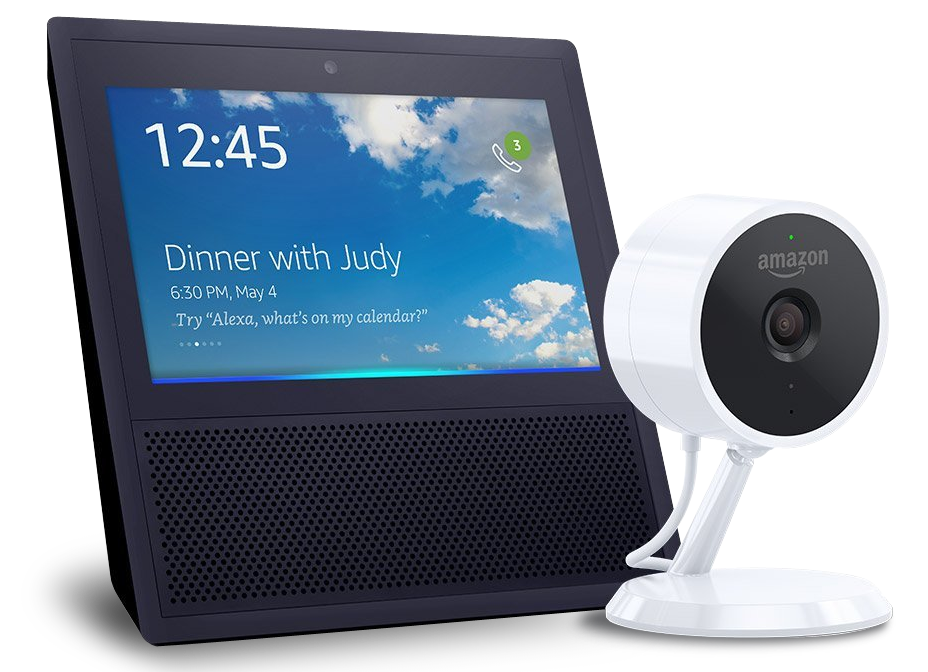 12:45
3
Dinner with Judy
6:30 PM, May 4
Try “Alexa, what’s on my calendar?”
amazon